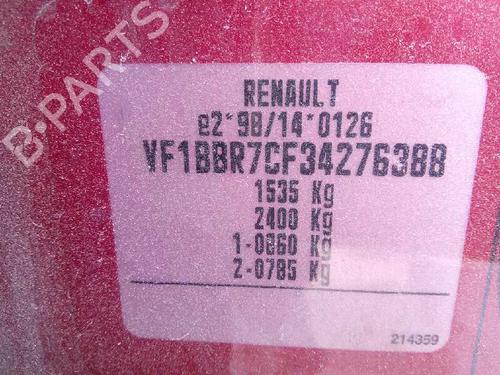 B-PARTS
RENAULT
e2*98/14*0126
VF1BBR7CF34276388
1535 Kg
2400 Kg
1-0860 Kg
2-0785 Kg
214359